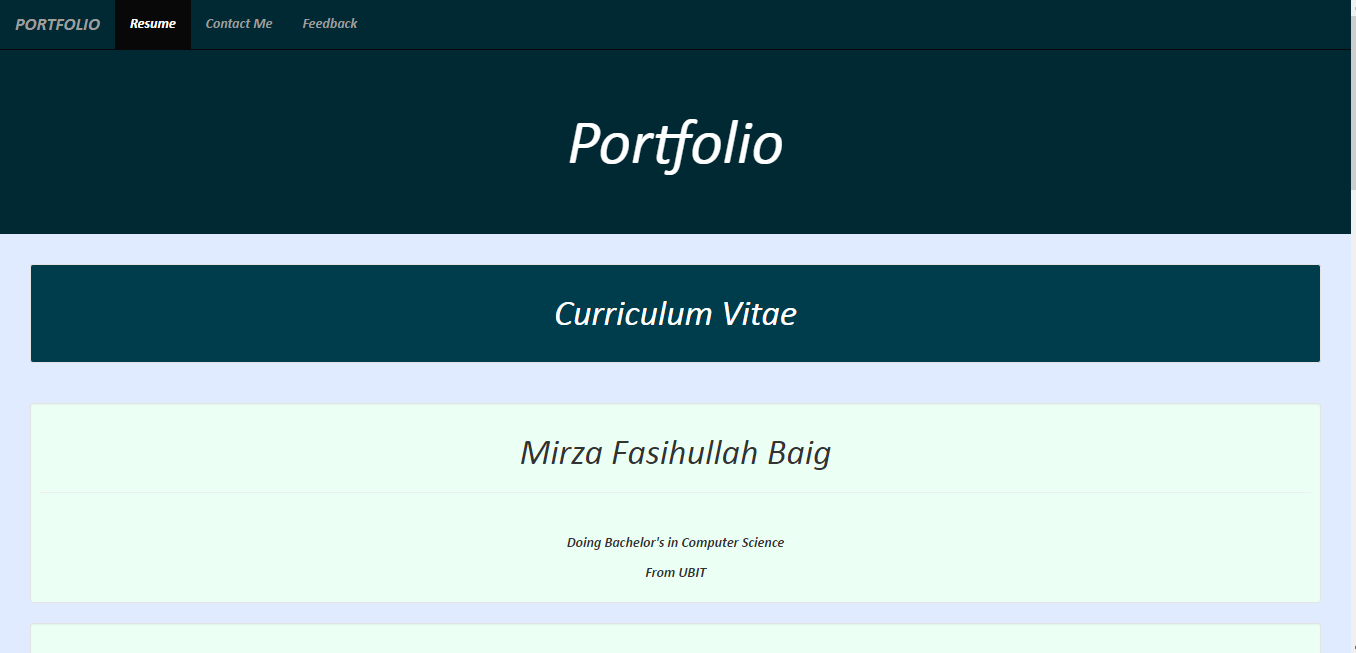 PORTFOLIO Resume Contact Me Feedback
Portfolio
Curriculum Vitae
Mirza Fasihullah Baig
Doing Bachelor's in Computer Science
From UBIT